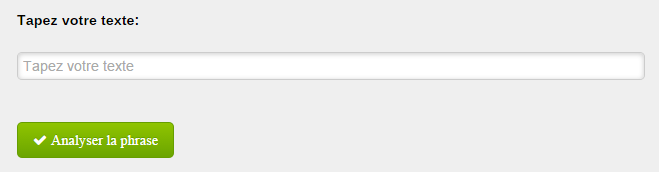 Tapez votre texte:
Tapez votre texte
Analyser la phrase